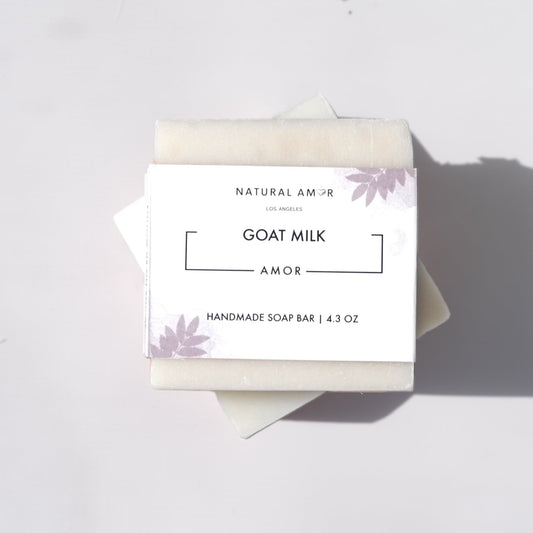 NATURAL AMOR
LOS ANGELES
GOAT MILK
AMOR
HANDMADE SOAP BAR | 4.3 OZ